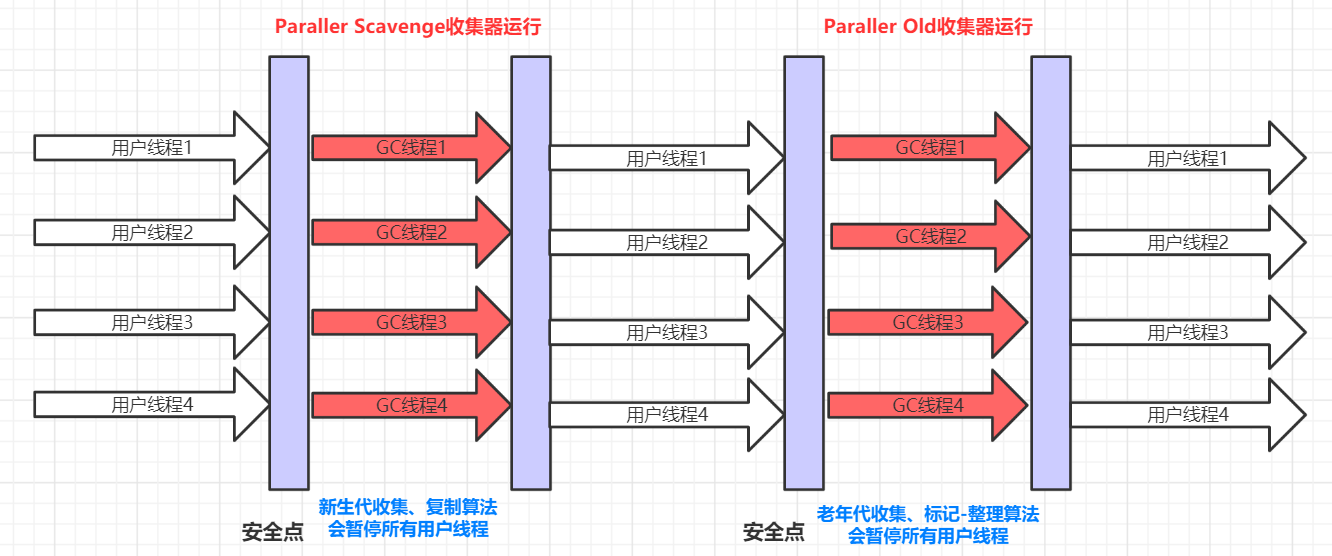 Paraller Scavenge收集器运行
Paraller Old收集器运行
用户线程1
GC线程1
用户线程1
GC线程1
用户线程1
用户线程2
GC线程2
用户线程2
GC线程2
用户线程2
用户线程3
GC线程3
用户线程3
GC线程3
用户线程3
用户线程4
GC线程4
用户线程4
GC线程4
用户线程4
安全点
新生代收集、复制算法
会暂停所有用户线程
安全点
老年代收集、标记-整理算法
会暂停所有用户线程